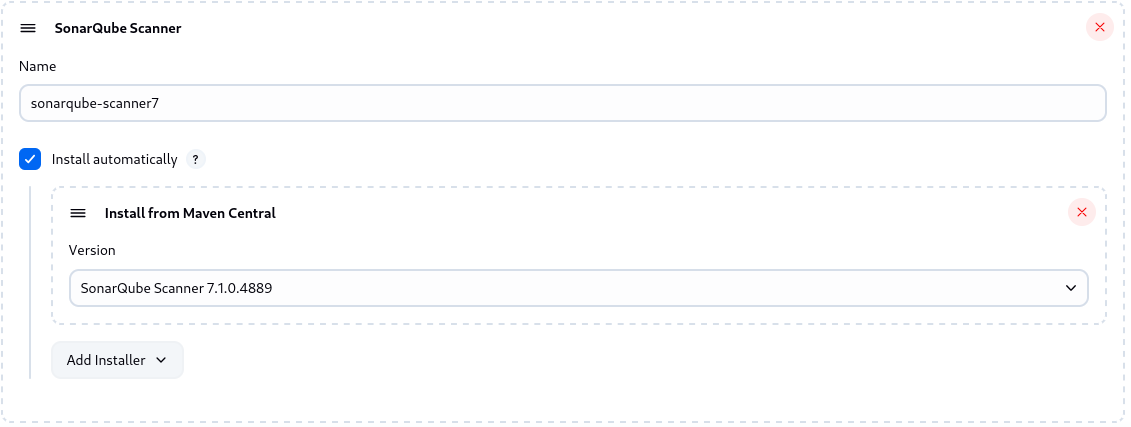 SonarQube Scanner
Name
sonarqube-scanner7
Install automatically ?
Install from Maven Central
Version
SonarQube Scanner 7.1.0.4889
Add Installer